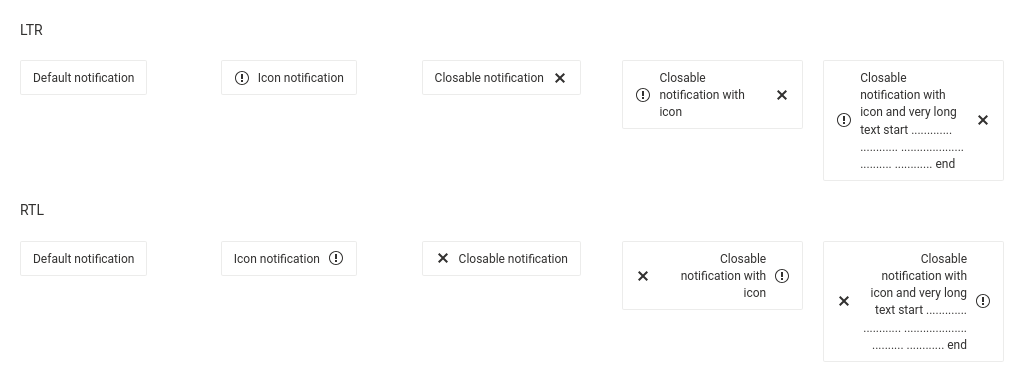 LTR
Default notification
Icon notification
Closable notification
Closable
notification with
icon
Closable
notification with
icon and very long
text start .............
............ ....................
.......... ............ end
RTL
Default notification
Icon notification
Closable notification
Closable
notification with
icon
Closable
notification with
icon and very long
text start .............
............ ....................
.......... ............ end